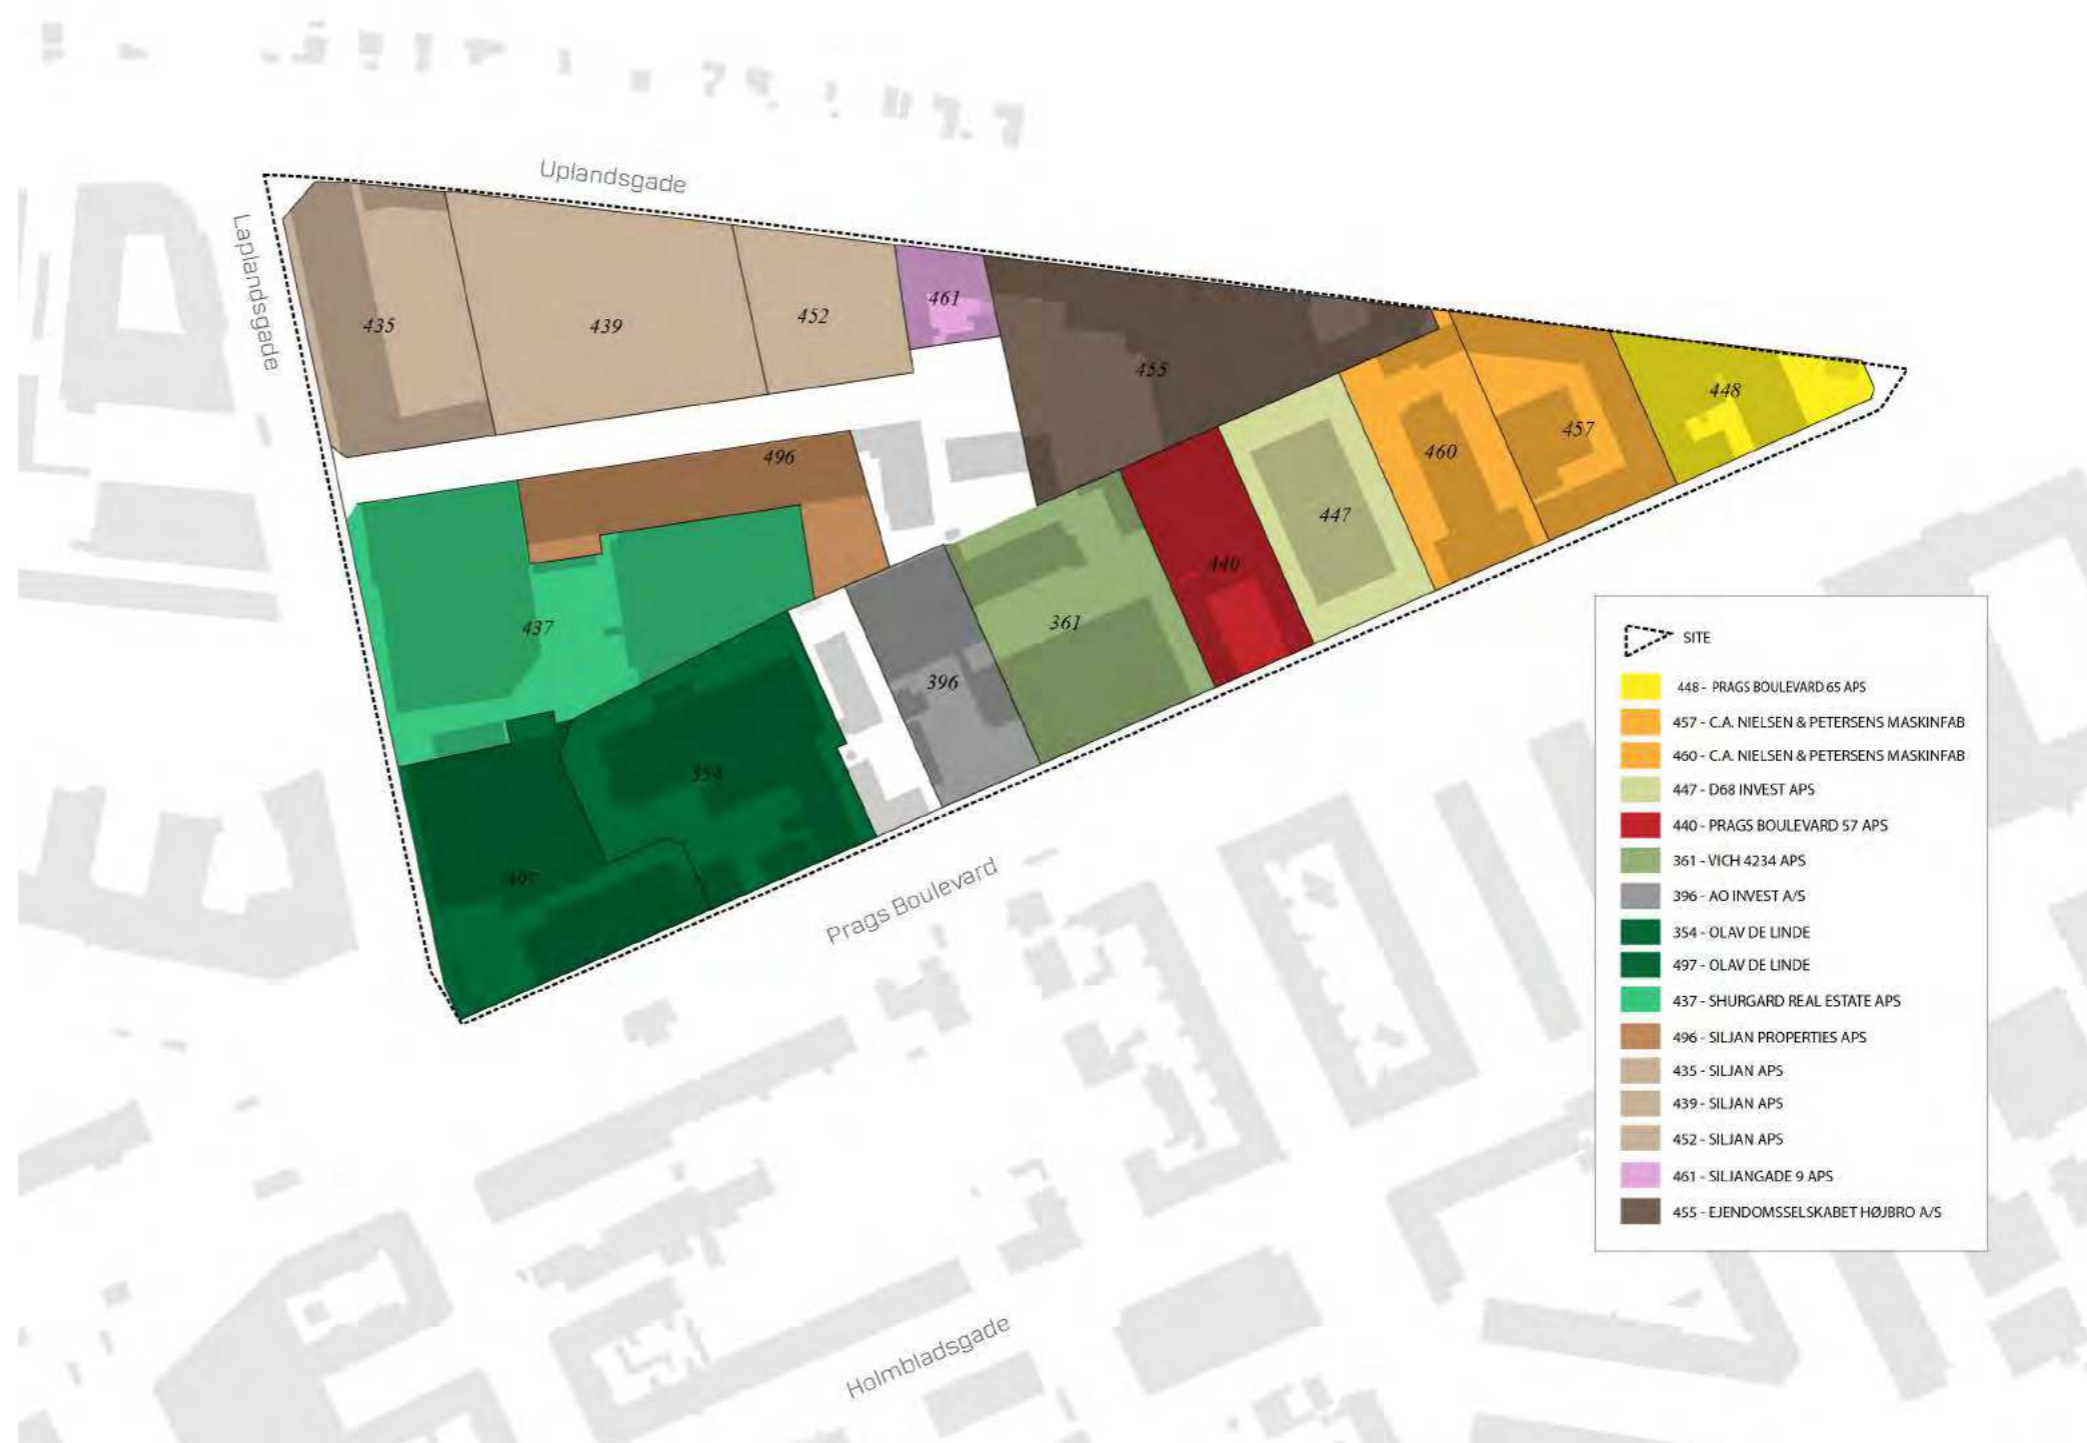 Uplandsgade
Laplandsgade
435
439
452
461
455
448
457
460
496
447
440
361
437
396
354
497
Prags Boulevard
Holmbladsgade
SITE
448 - PRAGS BOULEVARD 65 APS
457 - C.A. NIELSEN & PETERSENS MASKINFAB
460 - C.A. NIELSEN & PETERSENS MASKINFAB
447 - D68 INVEST APS
440 - PRAGS BOULEVARD 57 APS
361 - VICH 4234 APS
396 - AO INVEST A/S
354 - OLAV DE LINDE
497 - OLAV DE LINDE
437 - SHURGARD REAL ESTATE APS
496 - SILJAN PROPERTIES APS
435 - SILJAN APS
439 - SILJAN APS
452 - SILJAN APS
461 - SILJANGADE 9 APS
455 - EJENDOMSSELSKABET HØJBRO A/S